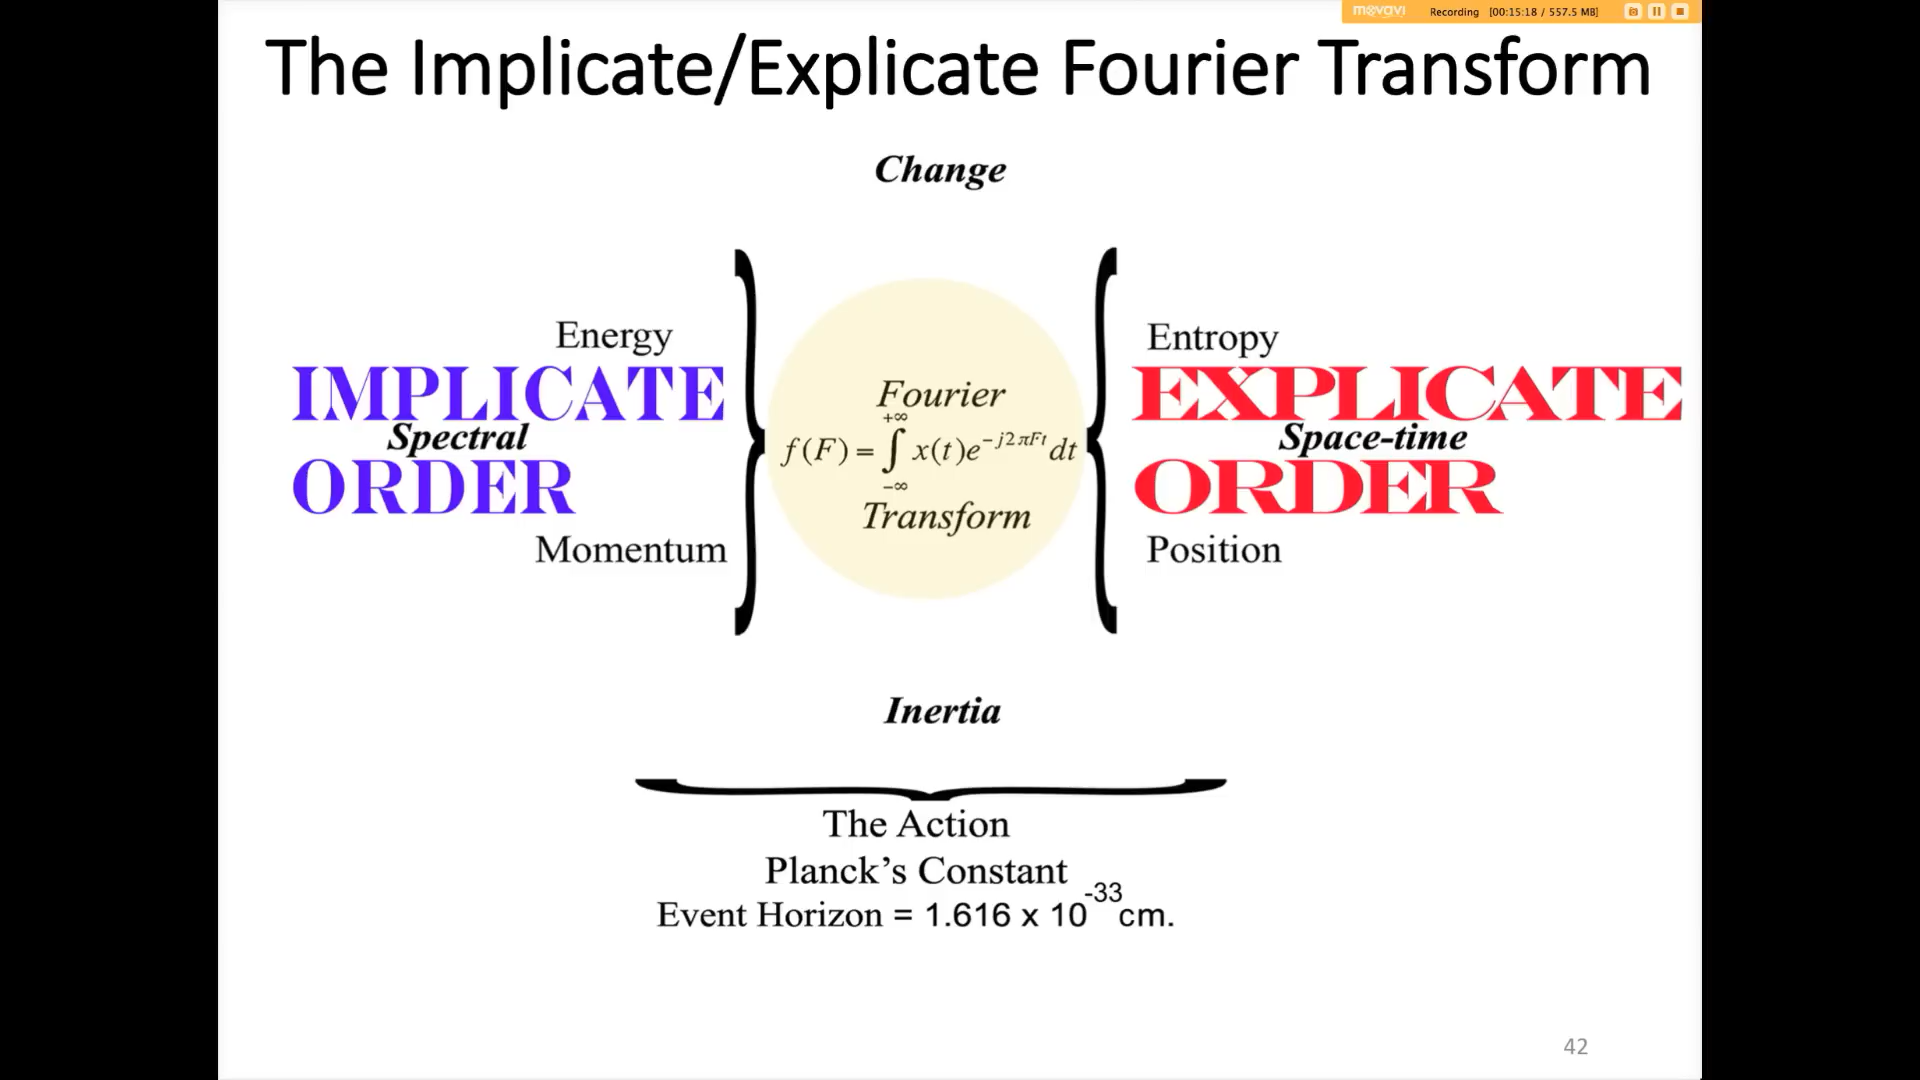 movavi Recording [00:15:18 / 557.5 MB]
The Implicate/Explicate Fourier Transform
Change
Energy
IMPLICATE
Spectral
ORDER
Momentum
Fourier
+∞
f(F) = ∫ x(t)e^{-j2πFt} dt
-∞
Transform
Entropy
EXPLICATE
Space-time
ORDER
Position
Inertia
The Action
Planck’s Constant
Event Horizon = 1.616 x 10^{-33} cm.
42